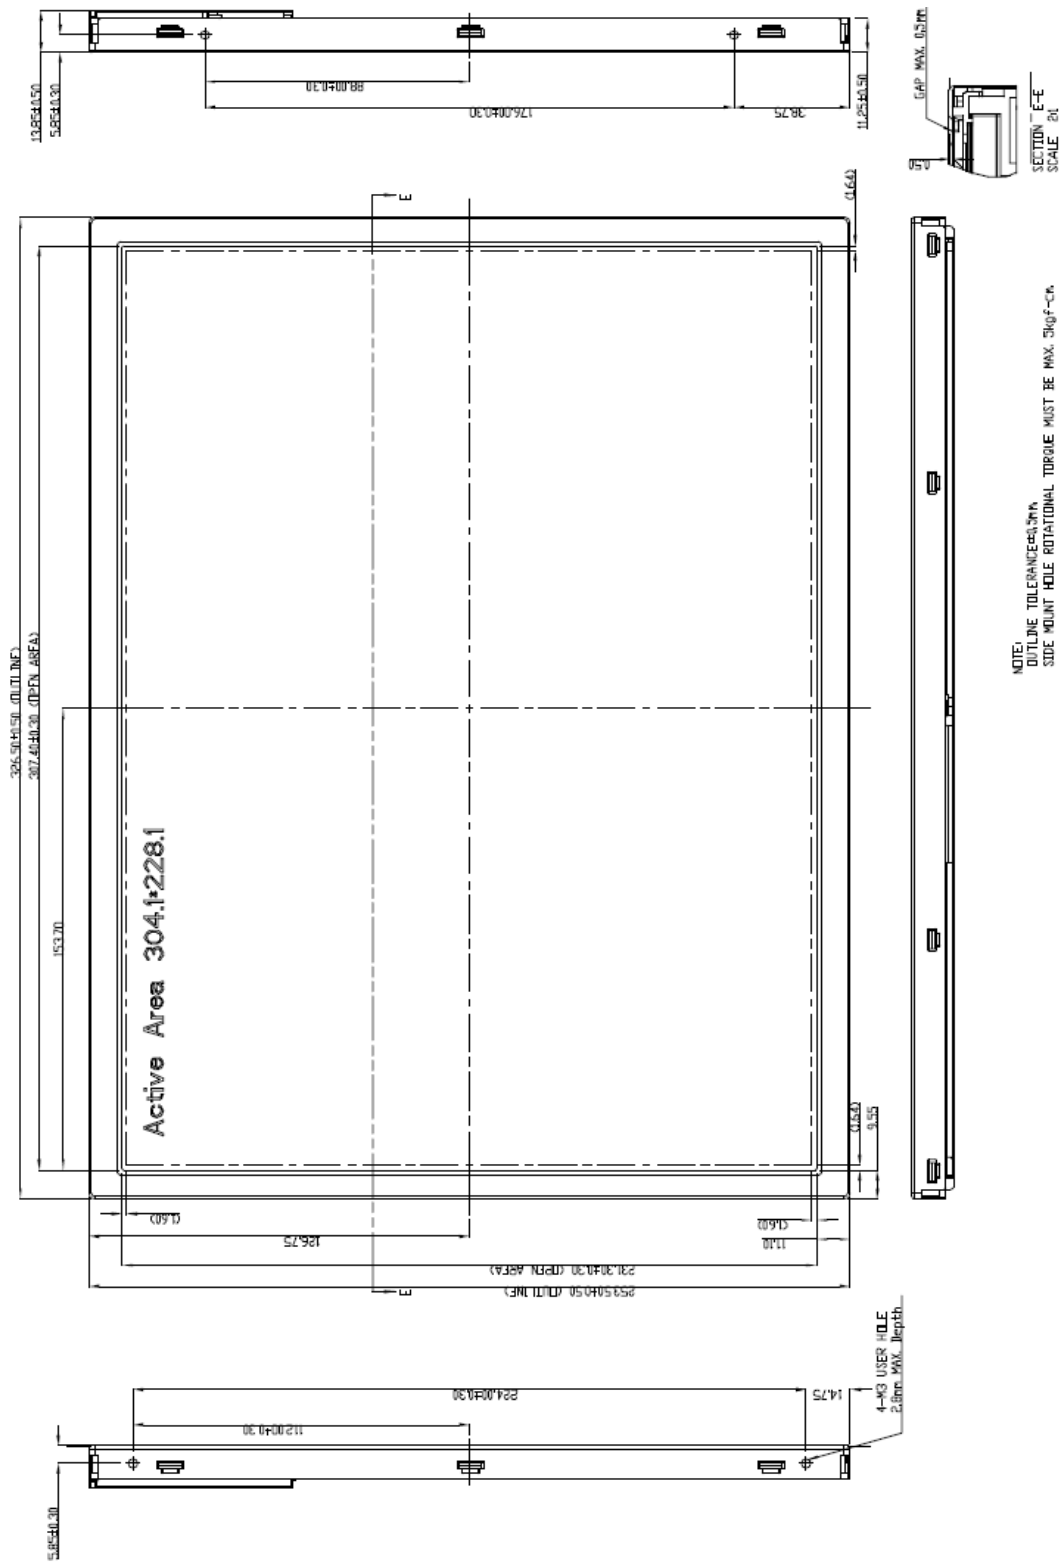 13.85±0.50
5.85±0.30
88.00±0.30
176.00±0.30
38.75
11.25±0.50
GAP MAX. 0.5mm
0.50
SECTION E-E
SCALE 2:1
E
(1.64)
326.50±0.50 (OUTLINE)
307.40±0.30 (OPEN AREA)
153.70
Active Area 304.1*228.1
(1.64)
9.55
(1.60)
126.75
(1.60)
11.10
231.30±0.30 (OPEN AREA)
253.50±0.50 (OUTLINE)
E
NOTE:
OUTLINE TOLERANCE±0.5mm
SIDE MOUNT HOLE ROTATIONAL TORQUE MUST BE MAX. 5kgf-cm
224.00±0.30
14.75
112.00±0.30
4-M3 USER HOLE
2.8mm MAX. Depth
5.85±0.30